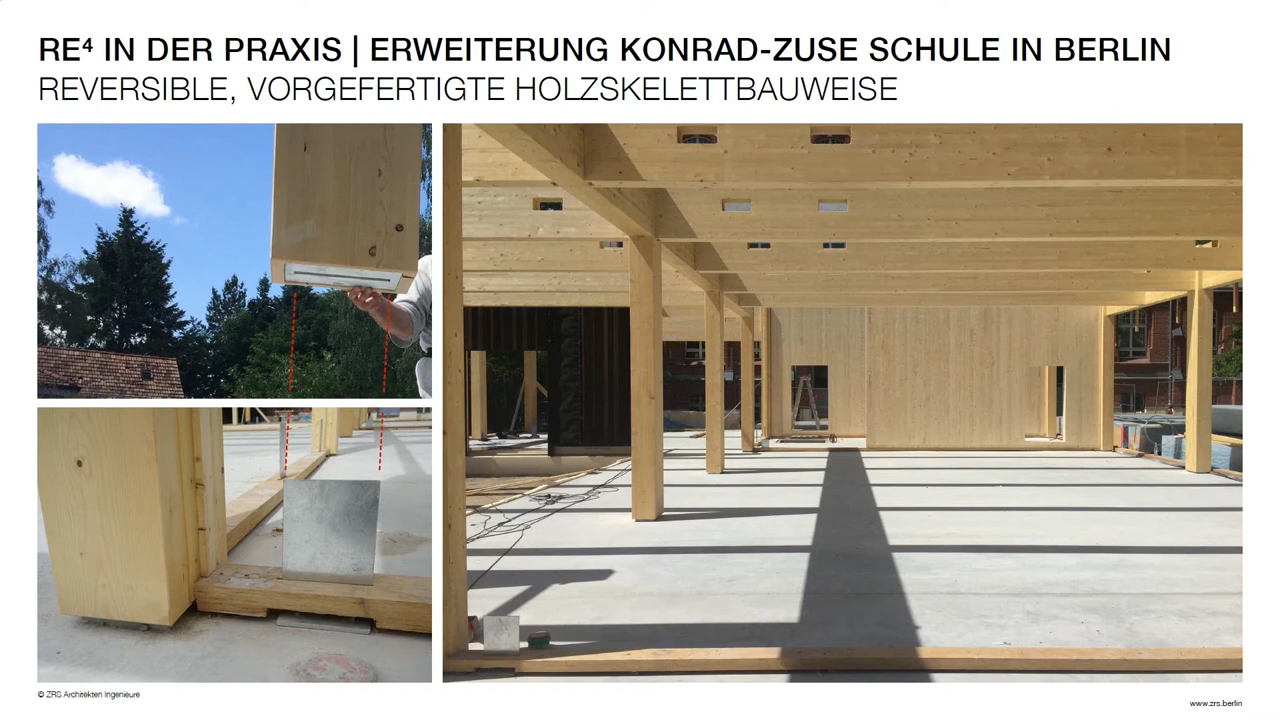 RE⁴ IN DER PRAXIS | ERWEITERUNG KONRAD-ZUSE SCHULE IN BERLIN
REVERSIBLE, VORGEFERTIGTE HOLZSKELETTBAUWEISE
© ZRS Architekten Ingenieure
www.zrs.berlin